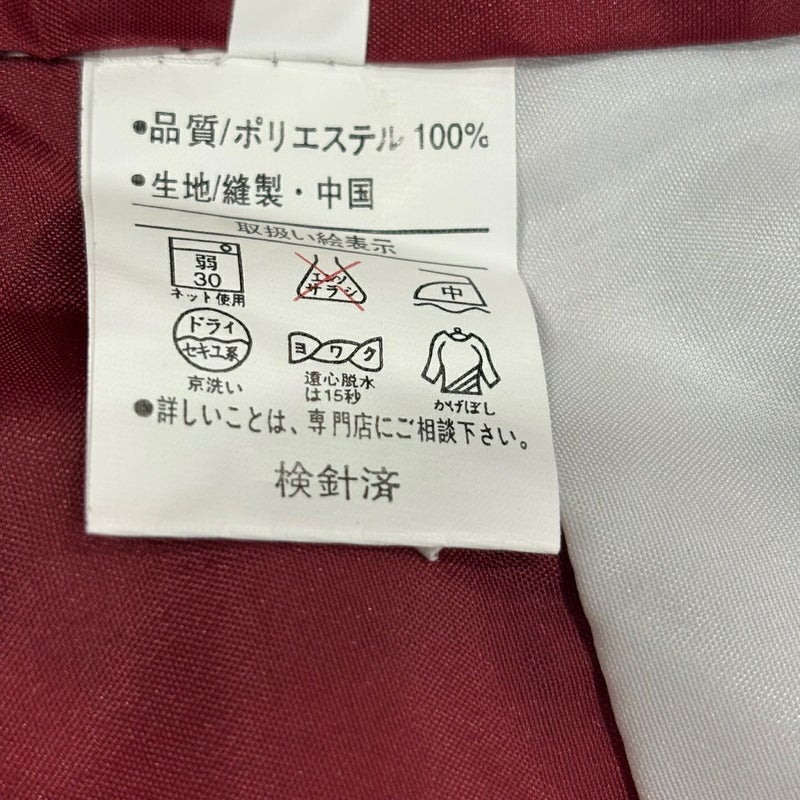 ●品質/ポリエステル 100%
●生地/縫製・中国
取扱い絵表示
弱
30
ネット使用
エンソ
サラシ
中
ドライ
セキユ系
京洗い
ヨワク
遠心脱水
は15秒
かげぼし
●詳しいことは、専門店にご相談下さい。
検針済